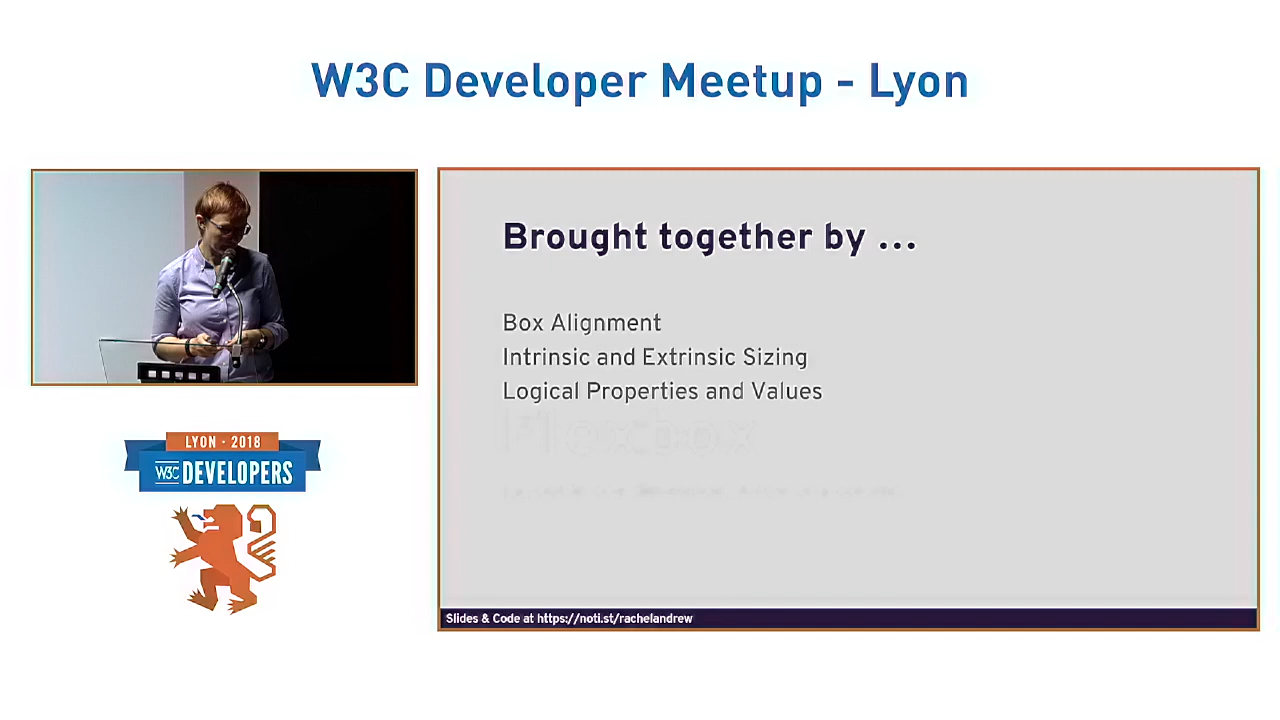 W3C Developer Meetup - Lyon
Brought together by ...
Box Alignment
Intrinsic and Extrinsic Sizing
Logical Properties and Values
Flexbox
Slides & Code at https://noti.st/rachelandrew
LYON · 2018
W3C DEVELOPERS